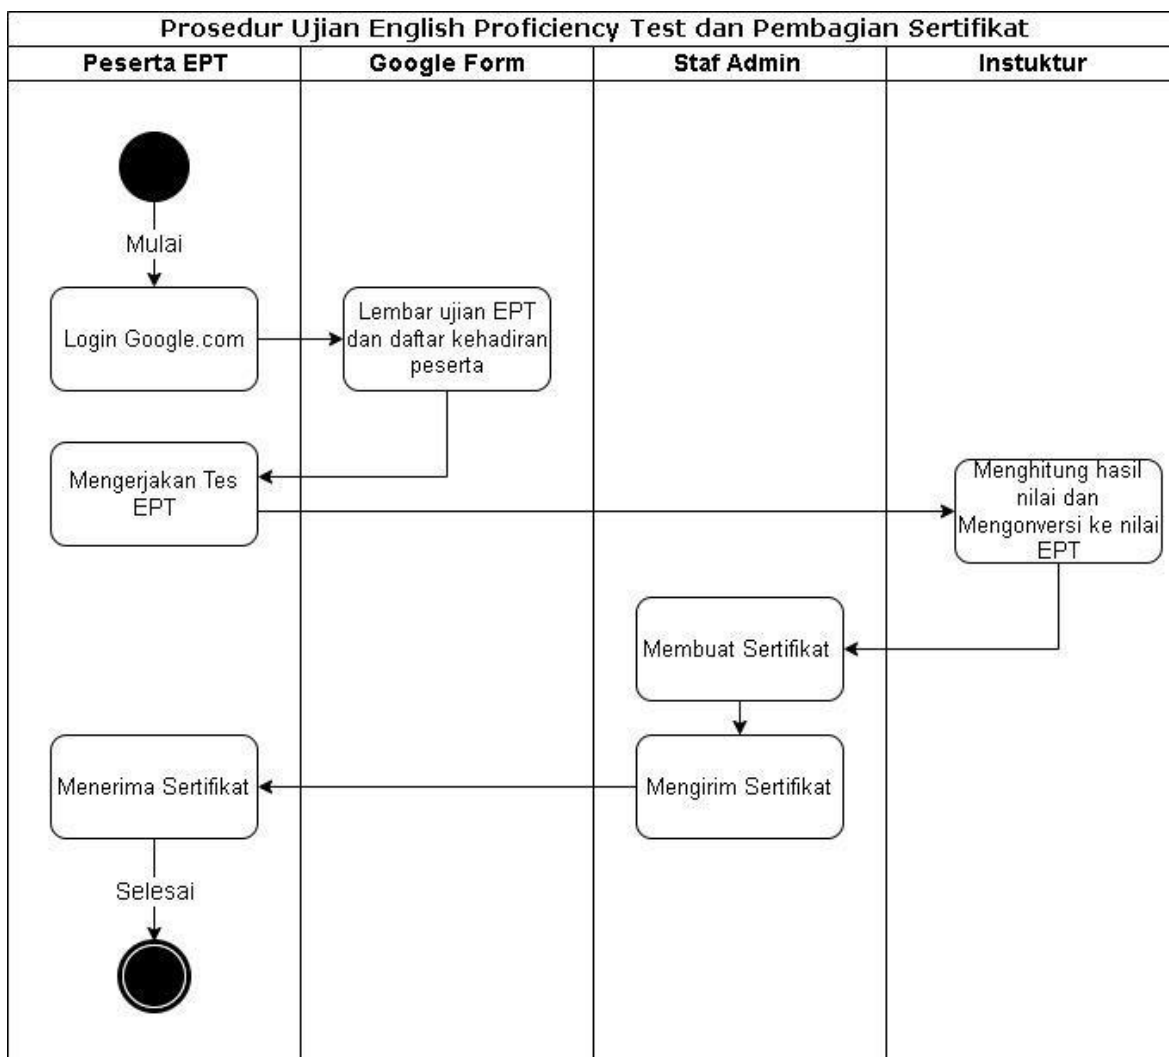 Prosedur Ujian English Proficiency Test dan Pembagian Sertifikat
Peserta EPT
Google Form
Staf Admin
Instuktur
Mulai
Login Google.com
Lembar ujian EPT
dan daftar kehadiran
peserta
Mengerjakan Tes
EPT
Menghitung hasil
nilai dan
Mengonversi ke nilai
EPT
Membuat Sertifikat
Menerima Sertifikat
Mengirim Sertifikat
Selesai